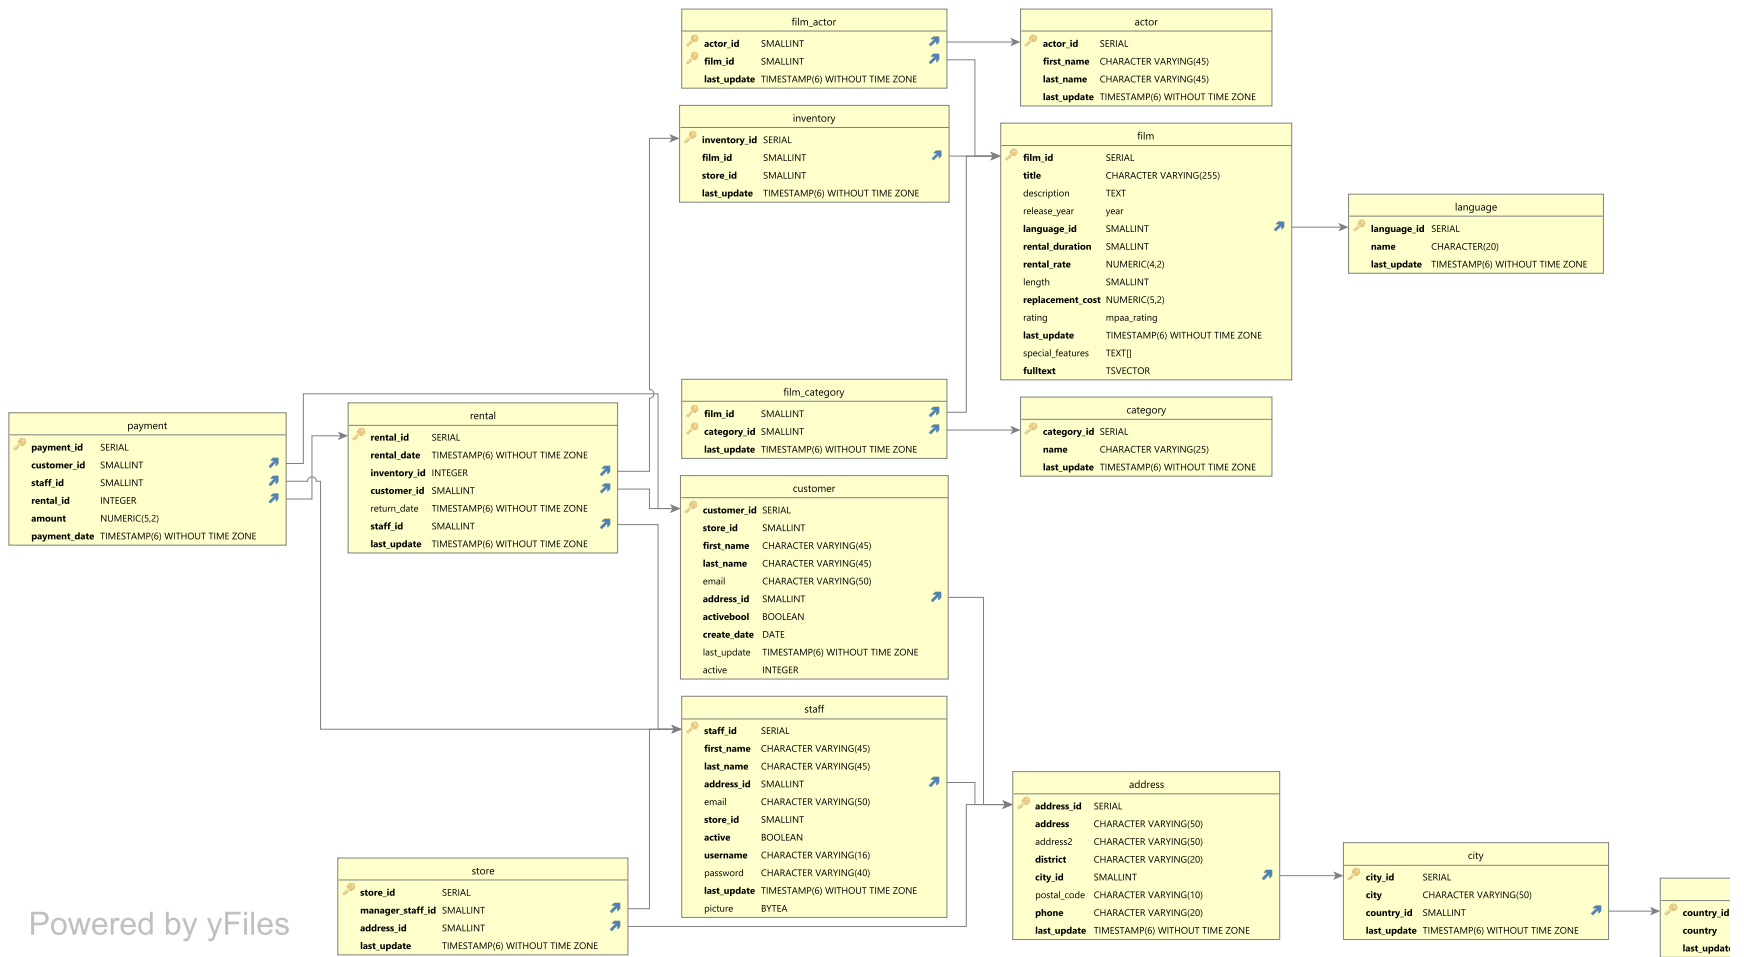 film_actor
actor_id SMALLINT
film_id SMALLINT
last_update TIMESTAMP(6) WITHOUT TIME ZONE
actor
actor_id SERIAL
first_name CHARACTER VARYING(45)
last_name CHARACTER VARYING(45)
last_update TIMESTAMP(6) WITHOUT TIME ZONE
inventory
inventory_id SERIAL
film_id SMALLINT
store_id SMALLINT
last_update TIMESTAMP(6) WITHOUT TIME ZONE
film
film_id SERIAL
title CHARACTER VARYING(255)
description TEXT
release_year year
language_id SMALLINT
rental_duration SMALLINT
rental_rate NUMERIC(4,2)
length SMALLINT
replacement_cost NUMERIC(5,2)
rating mpaa_rating
last_update TIMESTAMP(6) WITHOUT TIME ZONE
special_features TEXT[]
fulltext TSVECTOR
language
language_id SERIAL
name CHARACTER(20)
last_update TIMESTAMP(6) WITHOUT TIME ZONE
film_category
film_id SMALLINT
category_id SMALLINT
last_update TIMESTAMP(6) WITHOUT TIME ZONE
category
category_id SERIAL
name CHARACTER VARYING(25)
last_update TIMESTAMP(6) WITHOUT TIME ZONE
payment
payment_id SERIAL
customer_id SMALLINT
staff_id SMALLINT
rental_id INTEGER
amount NUMERIC(5,2)
payment_date TIMESTAMP(6) WITHOUT TIME ZONE
rental
rental_id SERIAL
rental_date TIMESTAMP(6) WITHOUT TIME ZONE
inventory_id INTEGER
customer_id SMALLINT
return_date TIMESTAMP(6) WITHOUT TIME ZONE
staff_id SMALLINT
last_update TIMESTAMP(6) WITHOUT TIME ZONE
customer
customer_id SERIAL
store_id SMALLINT
first_name CHARACTER VARYING(45)
last_name CHARACTER VARYING(45)
email CHARACTER VARYING(50)
address_id SMALLINT
activebool BOOLEAN
create_date DATE
last_update TIMESTAMP(6) WITHOUT TIME ZONE
active INTEGER
staff
staff_id SERIAL
first_name CHARACTER VARYING(45)
last_name CHARACTER VARYING(45)
address_id SMALLINT
email CHARACTER VARYING(50)
store_id SMALLINT
active BOOLEAN
username CHARACTER VARYING(16)
password CHARACTER VARYING(40)
last_update TIMESTAMP(6) WITHOUT TIME ZONE
picture BYTEA
address
address_id SERIAL
address CHARACTER VARYING(50)
address2 CHARACTER VARYING(50)
district CHARACTER VARYING(20)
city_id SMALLINT
postal_code CHARACTER VARYING(10)
phone CHARACTER VARYING(20)
last_update TIMESTAMP(6) WITHOUT TIME ZONE
store
store_id SERIAL
manager_staff_id SMALLINT
address_id SMALLINT
last_update TIMESTAMP(6) WITHOUT TIME ZONE
city
city_id SERIAL
city CHARACTER VARYING(50)
country_id SMALLINT
last_update TIMESTAMP(6) WITHOUT TIME ZONE
country_id
country
Powered by yFiles